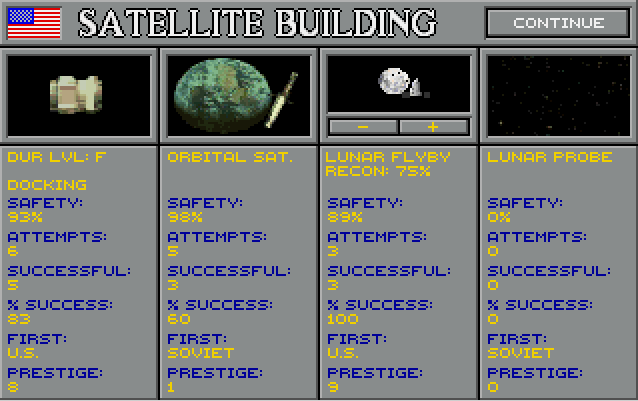 SATELLITE BUILDING
CONTINUE
- +
DUR LVL: F
DOCKING
SAFETY:
93%
ATTEMPTS:
6
SUCCESSFUL:
5
% SUCCESS:
83
FIRST:
U.S.
PRESTIGE:
8
ORBITAL SAT.
SAFETY:
98%
ATTEMPTS:
5
SUCCESSFUL:
3
% SUCCESS:
60
FIRST:
SOVIET
PRESTIGE:
1
LUNAR FLYBY
RECON: 75%
SAFETY:
89%
ATTEMPTS:
3
SUCCESSFUL:
3
% SUCCESS:
100
FIRST:
U.S.
PRESTIGE:
9
LUNAR PROBE
SAFETY:
0%
ATTEMPTS:
0
SUCCESSFUL:
0
% SUCCESS:
0
FIRST:
SOVIET
PRESTIGE:
0